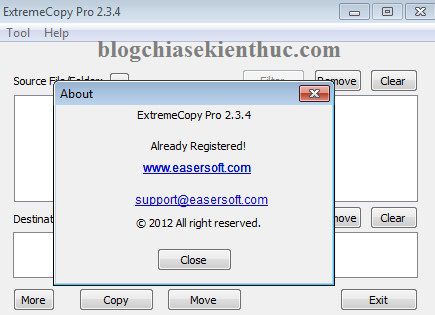 ExtremeCopy Pro 2.3.4
Tool Help
blogchiasekienthuc.com
Source File/Folder:
Filter Remove Clear
About
ExtremeCopy Pro 2.3.4
Already Registered!
www.easersoft.com
support@easersoft.com
© 2012 All right reserved.
Clear
Close
More Copy Move Exit